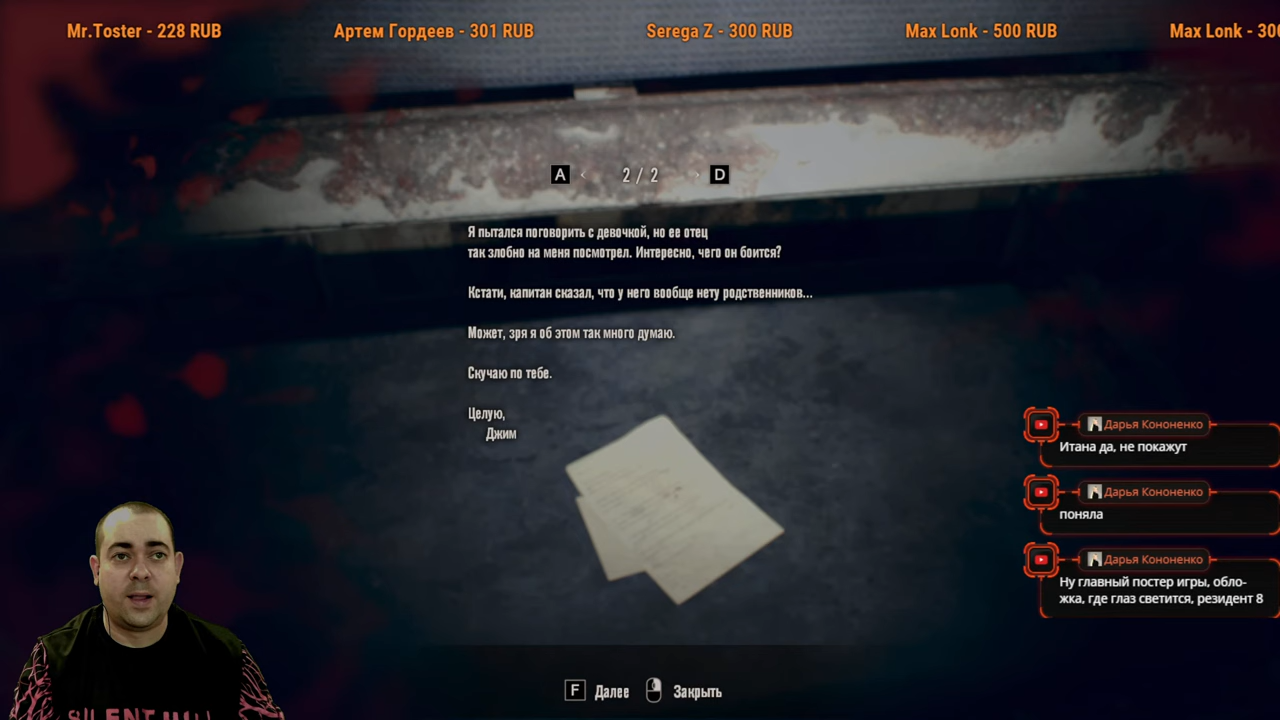 Mr.Toster - 228 RUB
Артем Гордеев - 301 RUB
Serega Z - 300 RUB
Max Lonk - 500 RUB
Max Lonk - 300
A
2 / 2
D
Я пытался поговорить с девочкой, но ее отец
так злобно на меня посмотрел. Интересно, чего он боится?
Кстати, капитан сказал, что у него вообще нету родственников...
Может, зря я об этом так много думаю.
Скучаю по тебе.
Целую,
Джим
Дарья Кононенко
Итана да, не покажут
Дарья Кононенко
поняла
Дарья Кононенко
Ну главный постер игры, обло-
жка, где глаз светится, резидент 8
SILENT HILL
F Далее
Закрыть